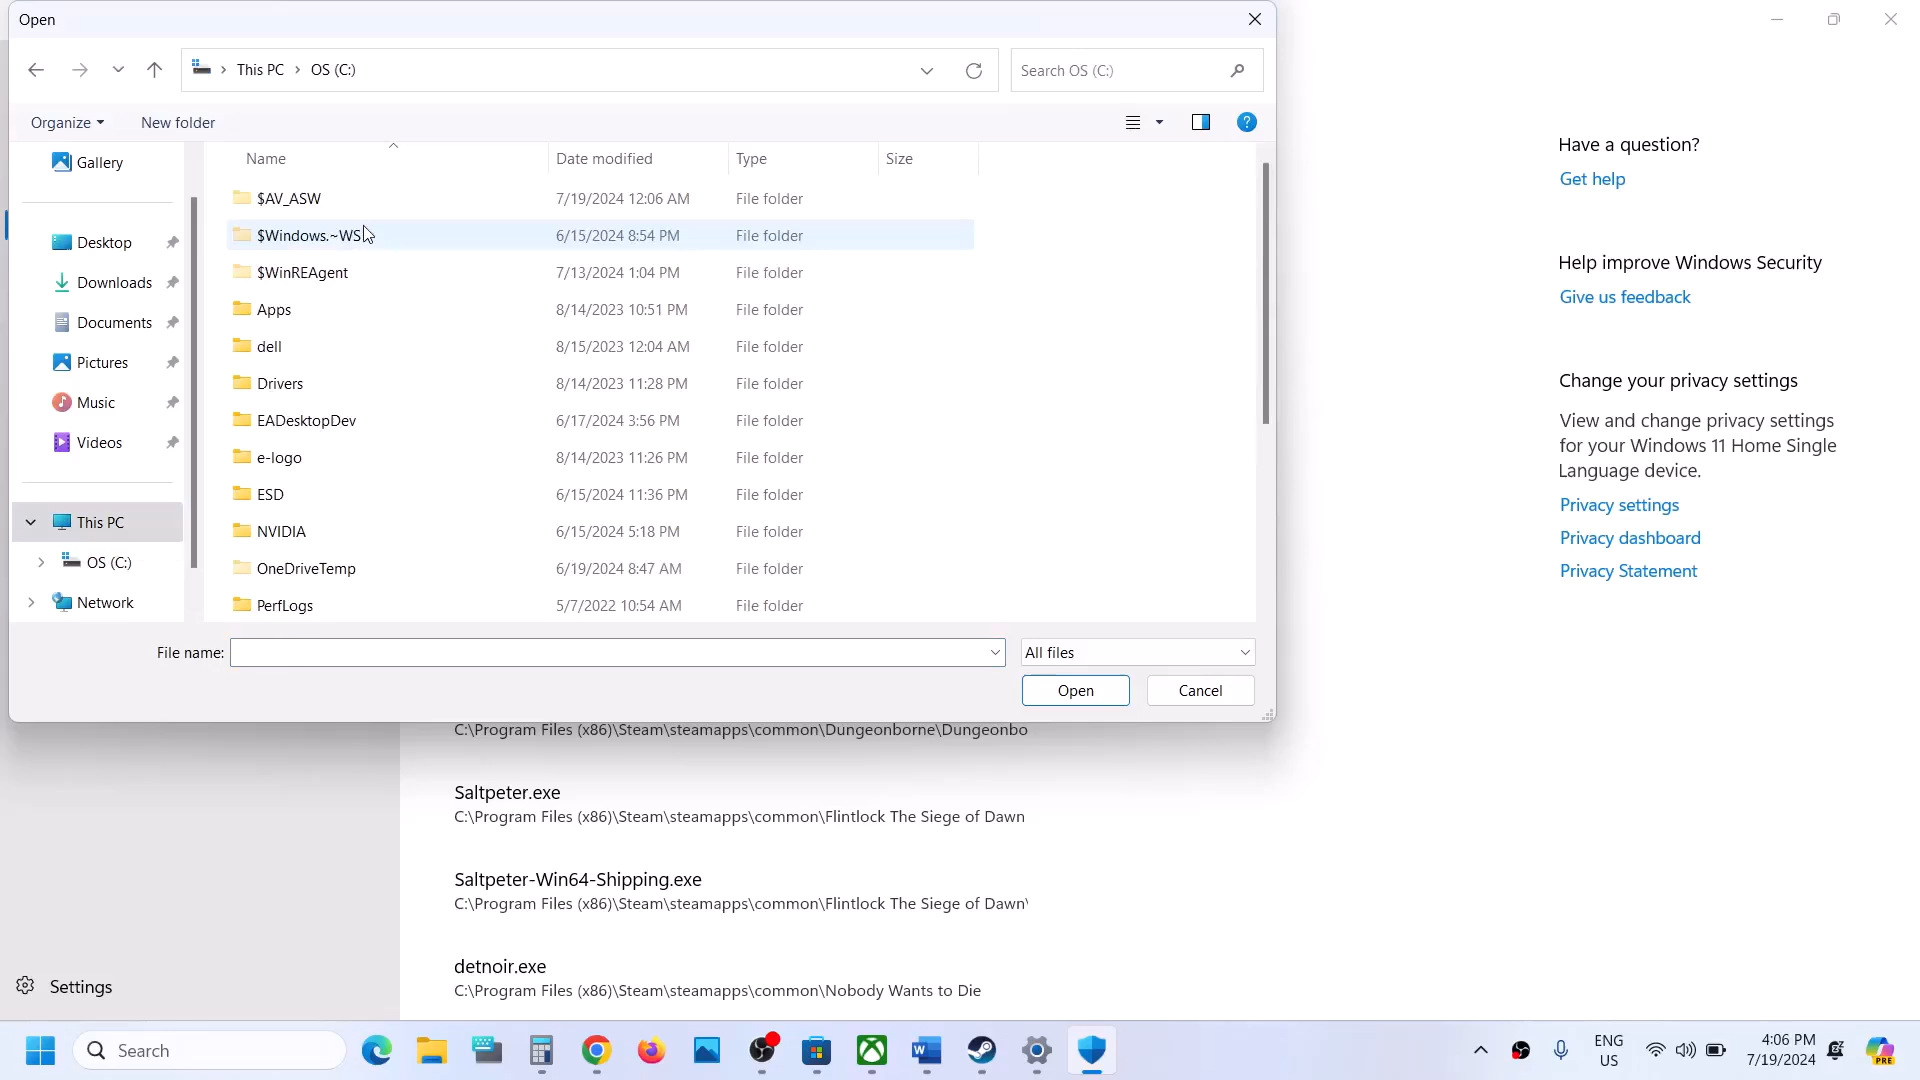 Open
This PC
OS (C:)
Search OS (C:)
Organize
New folder
?
Gallery
Desktop
Downloads
Documents
Pictures
Music
Videos
This PC
OS (C:)
Network
Name Date modified Type Size
$AV_ASW 7/19/2024 12:06 AM File folder
$Windows.~WS 6/15/2024 8:54 PM File folder
$WinREAgent 7/13/2024 1:04 PM File folder
Apps 8/14/2023 10:51 PM File folder
dell 8/15/2023 12:04 AM File folder
Drivers 8/14/2023 11:28 PM File folder
EADesktopDev 6/17/2024 3:56 PM File folder
e-logo 8/14/2023 11:26 PM File folder
ESD 6/15/2024 11:36 PM File folder
NVIDIA 6/15/2024 5:18 PM File folder
OneDriveTemp 6/19/2024 8:47 AM File folder
PerfLogs 5/7/2022 10:54 AM File folder
File name:
All files
Open
Cancel
C:\Program Files (x86)\Steam\steamapps\common\Dungeonborne\Dungeonbo
Saltpeter.exe
C:\Program Files (x86)\Steam\steamapps\common\Flintlock The Siege of Dawn
Saltpeter-Win64-Shipping.exe
C:\Program Files (x86)\Steam\steamapps\common\Flintlock The Siege of Dawn\
detnoir.exe
C:\Program Files (x86)\Steam\steamapps\common\Nobody Wants to Die
Settings
Have a question?
Get help
Help improve Windows Security
Give us feedback
Change your privacy settings
View and change privacy settings
for your Windows 11 Home Single
Language device.
Privacy settings
Privacy dashboard
Privacy Statement
Search
ENG
US
4:06 PM
7/19/2024
PRE